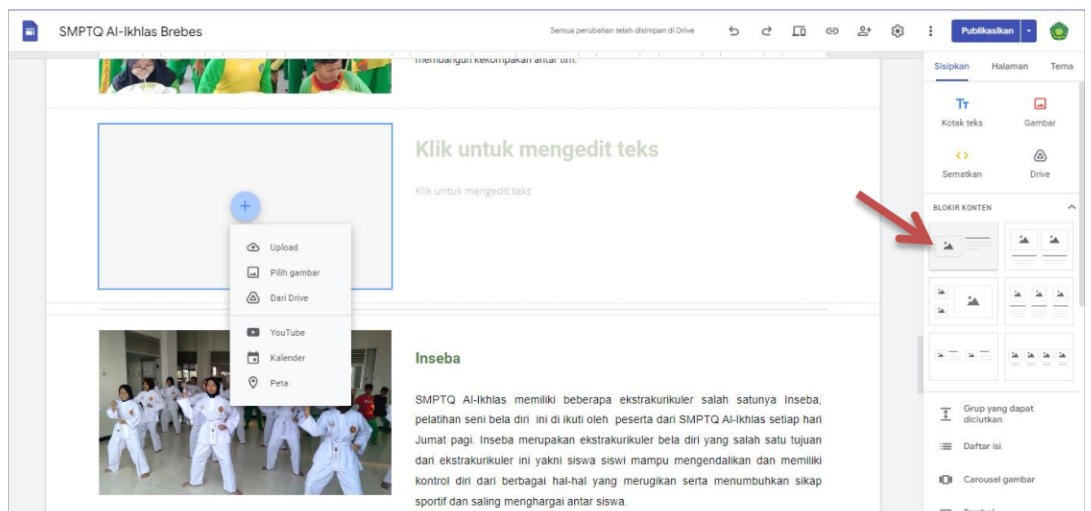 SMPTQ Al-Ikhlas Brebes
Semua perubahan telah disimpan di Drive
Publikasikan
membangun kekompakan antar tim.
Klik untuk mengedit teks
Klik untuk mengedit teks
Upload
Pilih gambar
Dari Drive
YouTube
Kalender
Peta
Inseba
SMPTQ Al-Ikhlas memiliki beberapa ekstrakurikuler salah satunya Inseba,
pelatihan seni bela diri ini di ikuti oleh peserta dari SMPTQ Al-Ikhlas setiap hari
Jumat pagi. Inseba merupakan ekstrakurikuler bela diri yang salah satu tujuan
dari ekstrakurikuler ini yakni siswa siswi mampu mengendalikan dan memiliki
kontrol diri dari berbagai hal-hal yang merugikan serta menumbuhkan sikap
sportif dan saling menghargai antar siswa.
Sisipkan Halaman Tema
Kotak teks Gambar
Sematkan Drive
BLOKIR KONTEN
Grup yang dapat
diciutkan
Daftar isi
Carousel gambar
Tombol